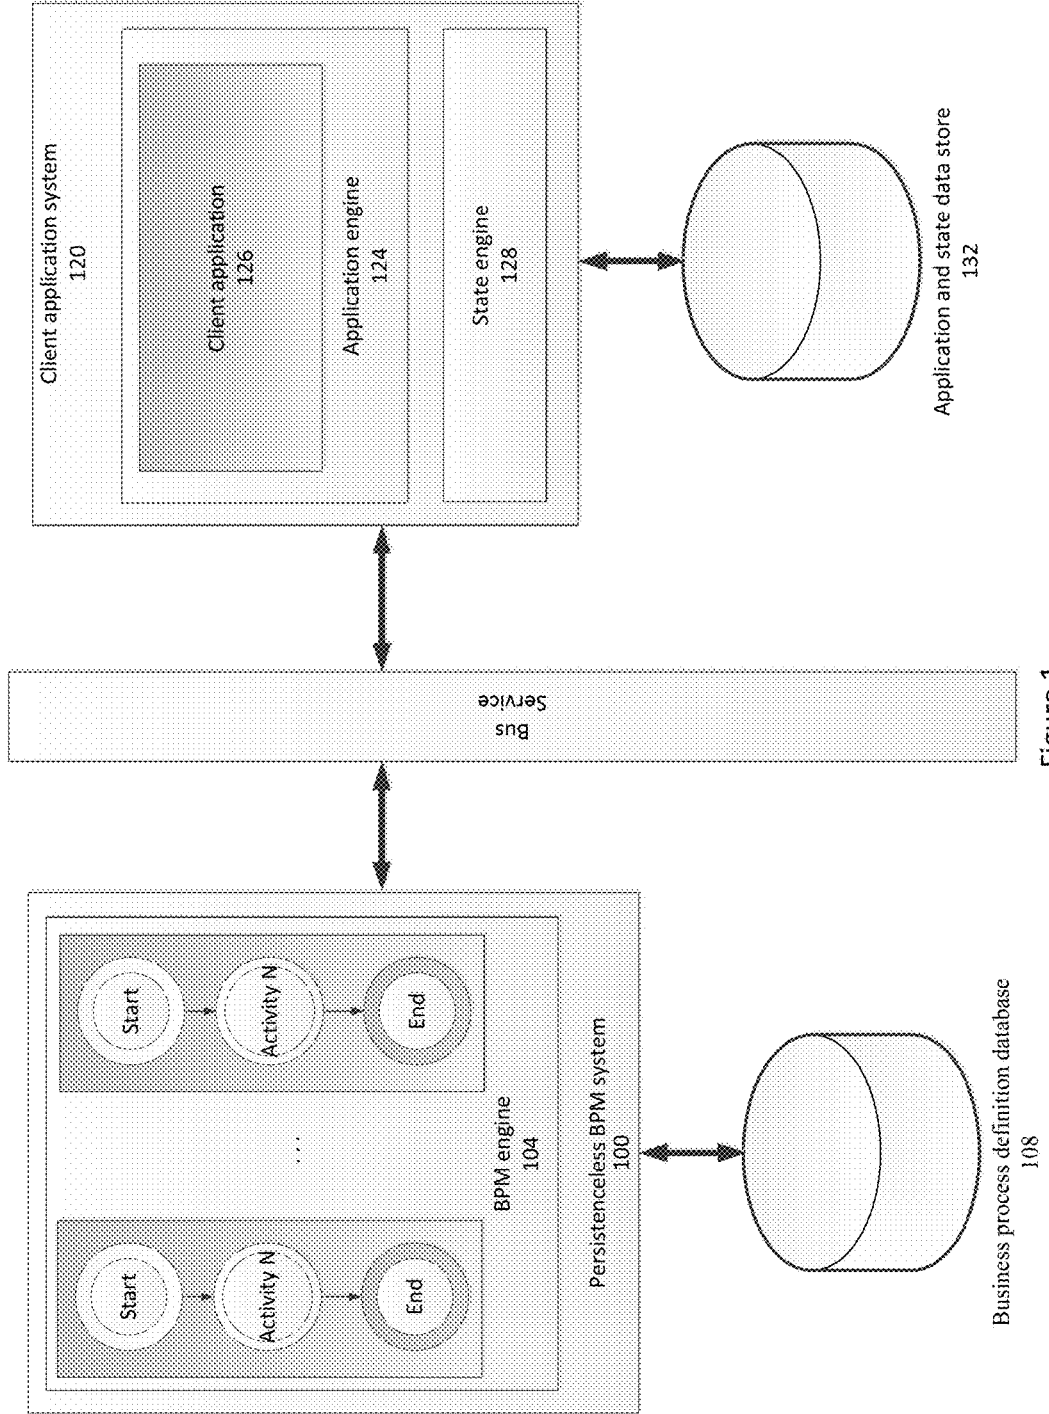 Start
Activity N
End
...
Start
Activity N
End
BPM engine
104
Persistenceless BPM system
100
Business process definition database
108
Bus
Service
Client application system
120
Client application
126
Application engine
124
State engine
128
Application and state data store
132
Figure 1